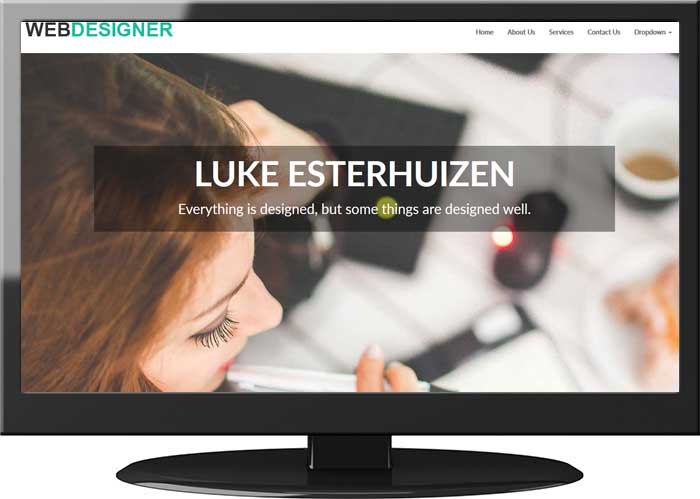 WEBDESIGNER
Home About Us Services Contact Us Dropdown
LUKE ESTERHUIZEN
Everything is designed, but some things are designed well.